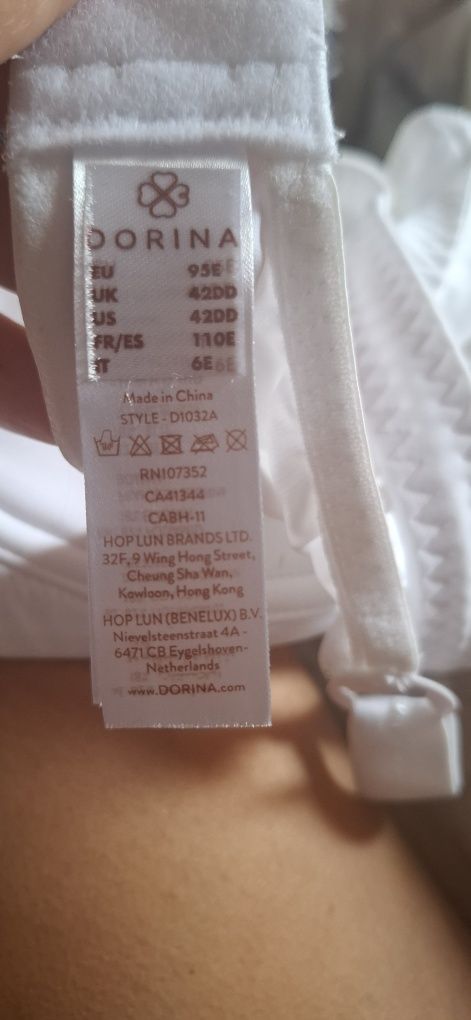 DORINA
EU 95E
UK 42DD
US 42DD
FR/ES 110E
IT 6E
Made in China
STYLE - D1032A
RN107352
CA41344
CABH-11
HOP LUN BRANDS LTD.
32F, 9 Wing Hong Street,
Cheung Sha Wan,
Kowloon, Hong Kong
HOP LUN (BENELUX) B.V.
Nievelsteenstraat 4A -
6471 CB Eygelshoven-
Netherlands
www.DORINA.com